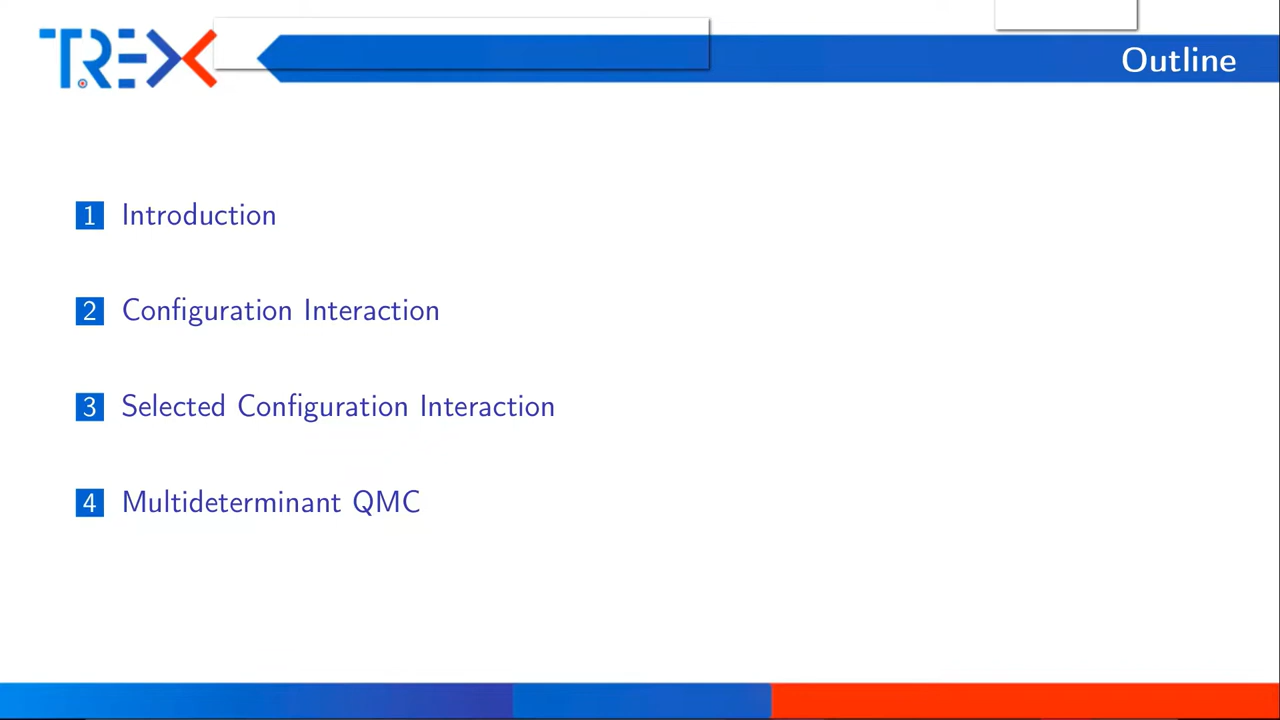 TREX
Outline
1 Introduction
2 Configuration Interaction
3 Selected Configuration Interaction
4 Multideterminant QMC